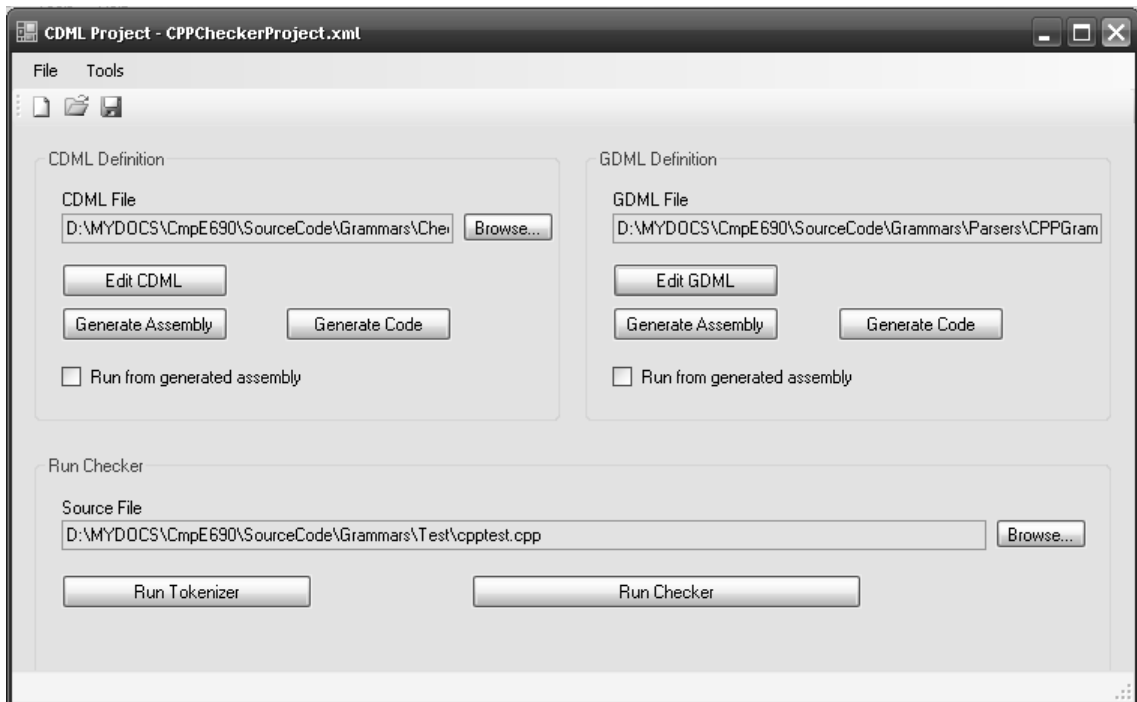 CDML Project - CPPCheckerProject.xml
File Tools
CDML Definition
CDML File
D:\MYDOCS\CmpE690\SourceCode\Grammars\Che
Browse...
Edit CDML
Generate Assembly
Generate Code
Run from generated assembly
GDML Definition
GDML File
D:\MYDOCS\CmpE690\SourceCode\Grammars\Parsers\CPPGram
Edit GDML
Generate Assembly
Generate Code
Run from generated assembly
Run Checker
Source File
D:\MYDOCS\CmpE690\SourceCode\Grammars\Test\cpptest.cpp
Browse...
Run Tokenizer
Run Checker